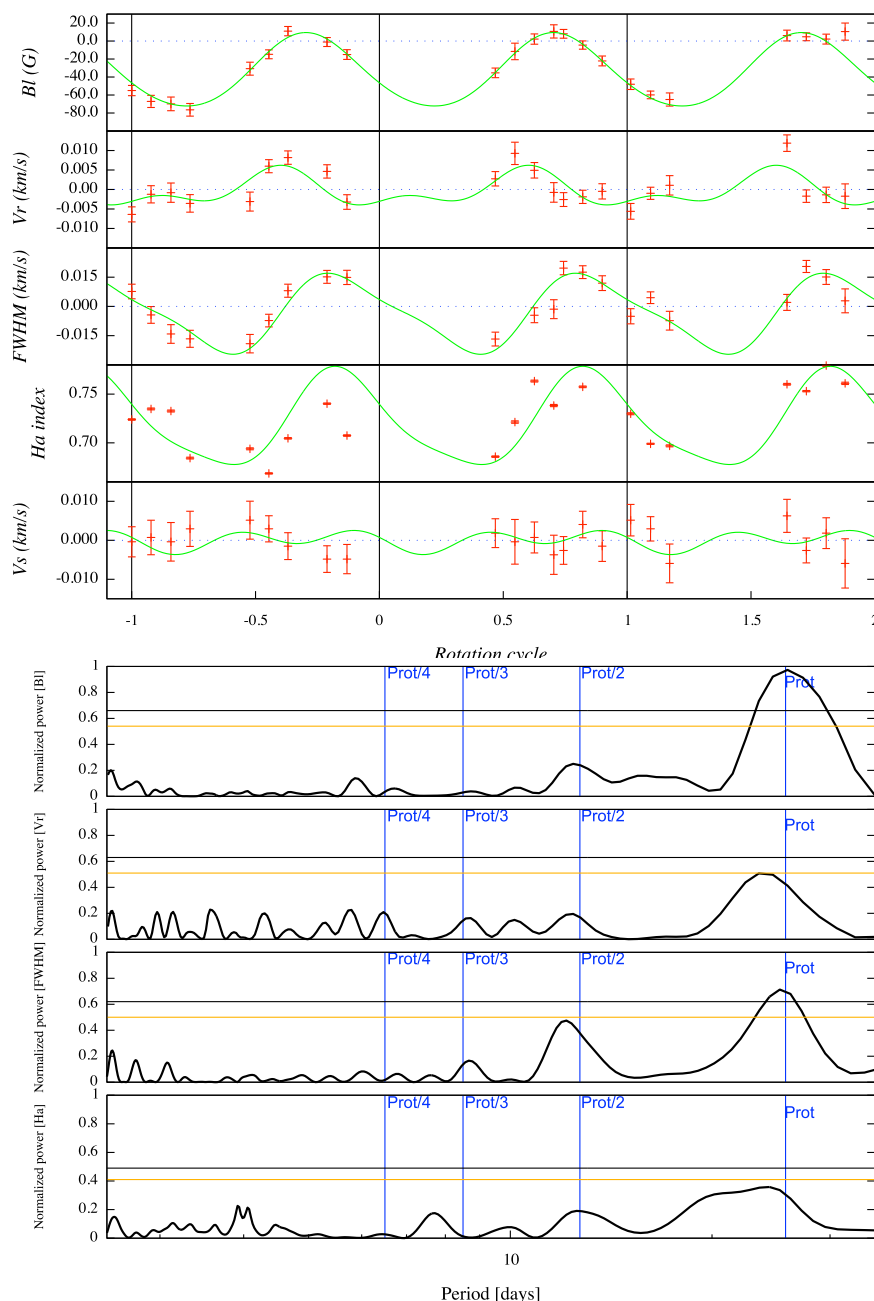 20.0
0.0
-20.0
-40.0
-60.0
-80.0
Bl (G)
0.010
0.005
0.00
-0.005
-0.010
Vr (km/s)
0.015
0.000
-0.015
FWHM (km/s)
0.75
0.70
Ha index
0.010
0.000
-0.010
Vs (km/s)
-1 -0.5 0 0.5 1 1.5 2
Rotation cycle
Normalized power [Bl]
1
0.8
0.6
0.4
0.2
0
Prot/4 Prot/3 Prot/2 Prot
Normalized power [Vr]
1
0.8
0.6
0.4
0.2
0
Prot/4 Prot/3 Prot/2 Prot
Normalized power [FWHM]
1
0.8
0.6
0.4
0.2
0
Prot/4 Prot/3 Prot/2 Prot
Normalized power [Ha]
1
0.8
0.6
0.4
0.2
0
Prot/4 Prot/3 Prot/2 Prot
10
Period [days]